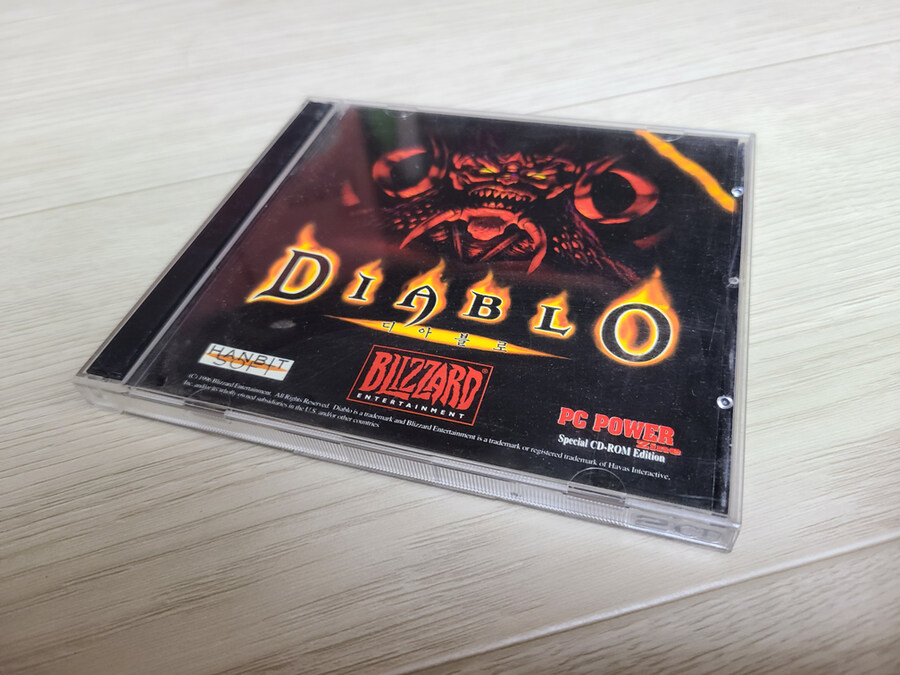 DIABLO
디아블로
HANBIT
SOFT
BLIZZARD®
ENTERTAINMENT
(C) 1996 Blizzard Entertainment. All Rights Reserved. Diablo is a trademark and Blizzard Entertainment is a trademark or registered trademark of Havas Interactive,
Inc. and/or its wholly owned subsidiaries in the U.S. and/or other countries
PC POWER
Zine
Special CD-ROM Edition